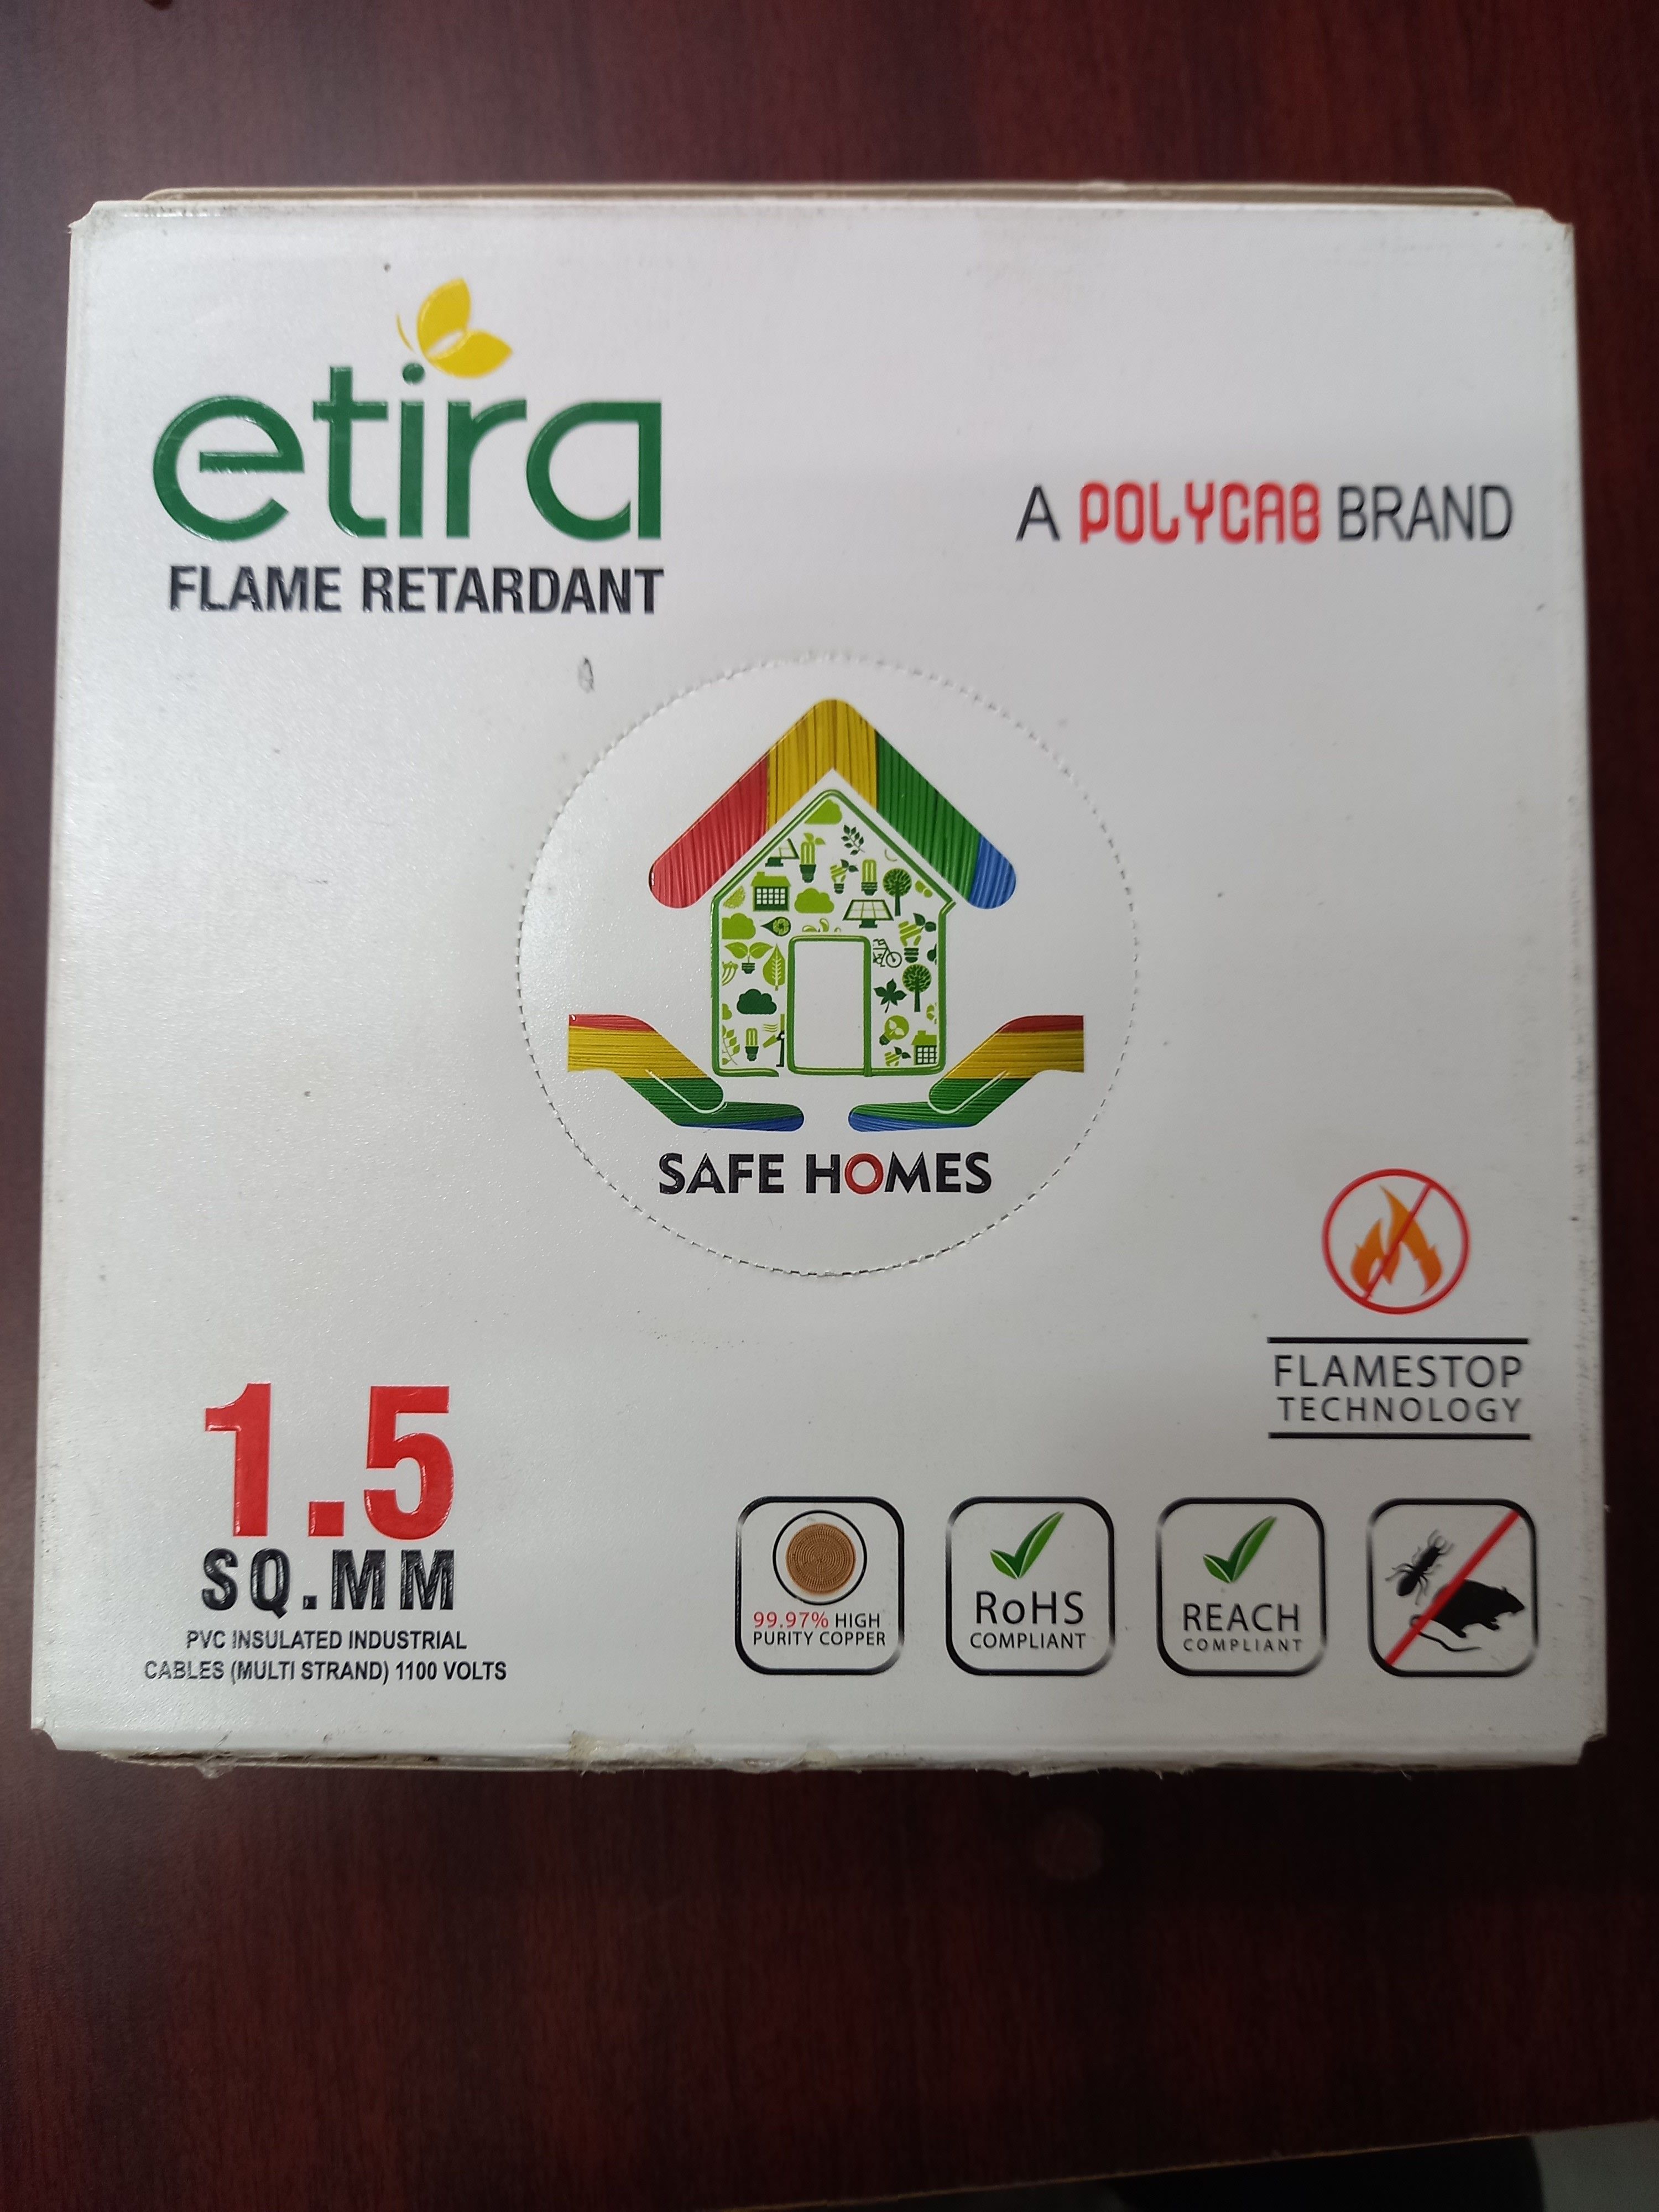 etira
FLAME RETARDANT
A POLYCAB BRAND
SAFE HOMES
FLAMESTOP
TECHNOLOGY
1.5
SQ.MM
PVC INSULATED INDUSTRIAL
CABLES (MULTI STRAND) 1100 VOLTS
99.97% HIGH
PURITY COPPER
RoHS
COMPLIANT
REACH
COMPLIANT